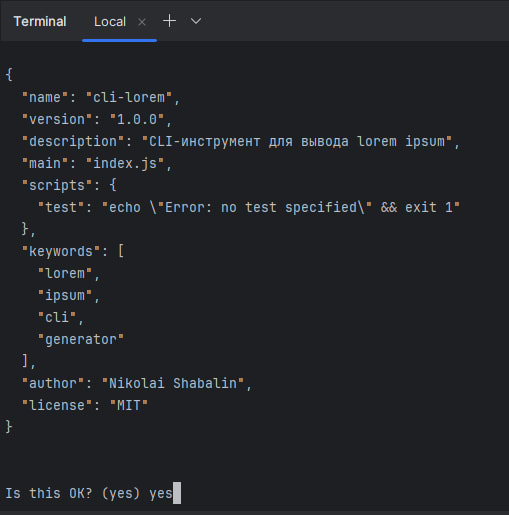 Terminal Local
{
  "name": "cli-lorem",
  "version": "1.0.0",
  "description": "CLI-инструмент для вывода lorem ipsum",
  "main": "index.js",
  "scripts": {
    "test": "echo \"Error: no test specified\" && exit 1"
  },
  "keywords": [
    "lorem",
    "ipsum",
    "cli",
    "generator"
  ],
  "author": "Nikolai Shabalin",
  "license": "MIT"
}
Is this OK? (yes) yes